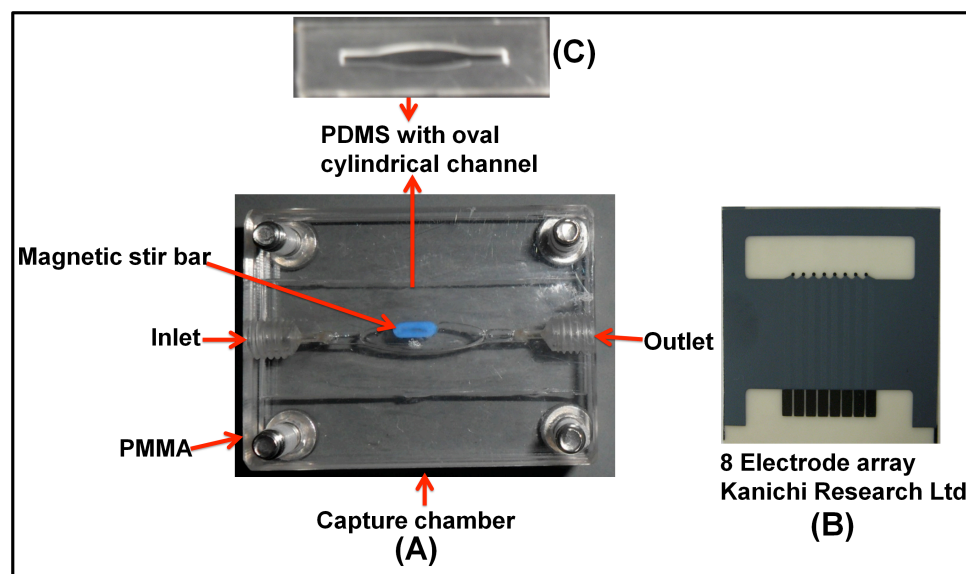 (C)
PDMS with oval
cylindrical channel
Magnetic stir bar
Inlet
Outlet
PMMA
8 Electrode array
Kanichi Research Ltd
(B)
Capture chamber
(A)